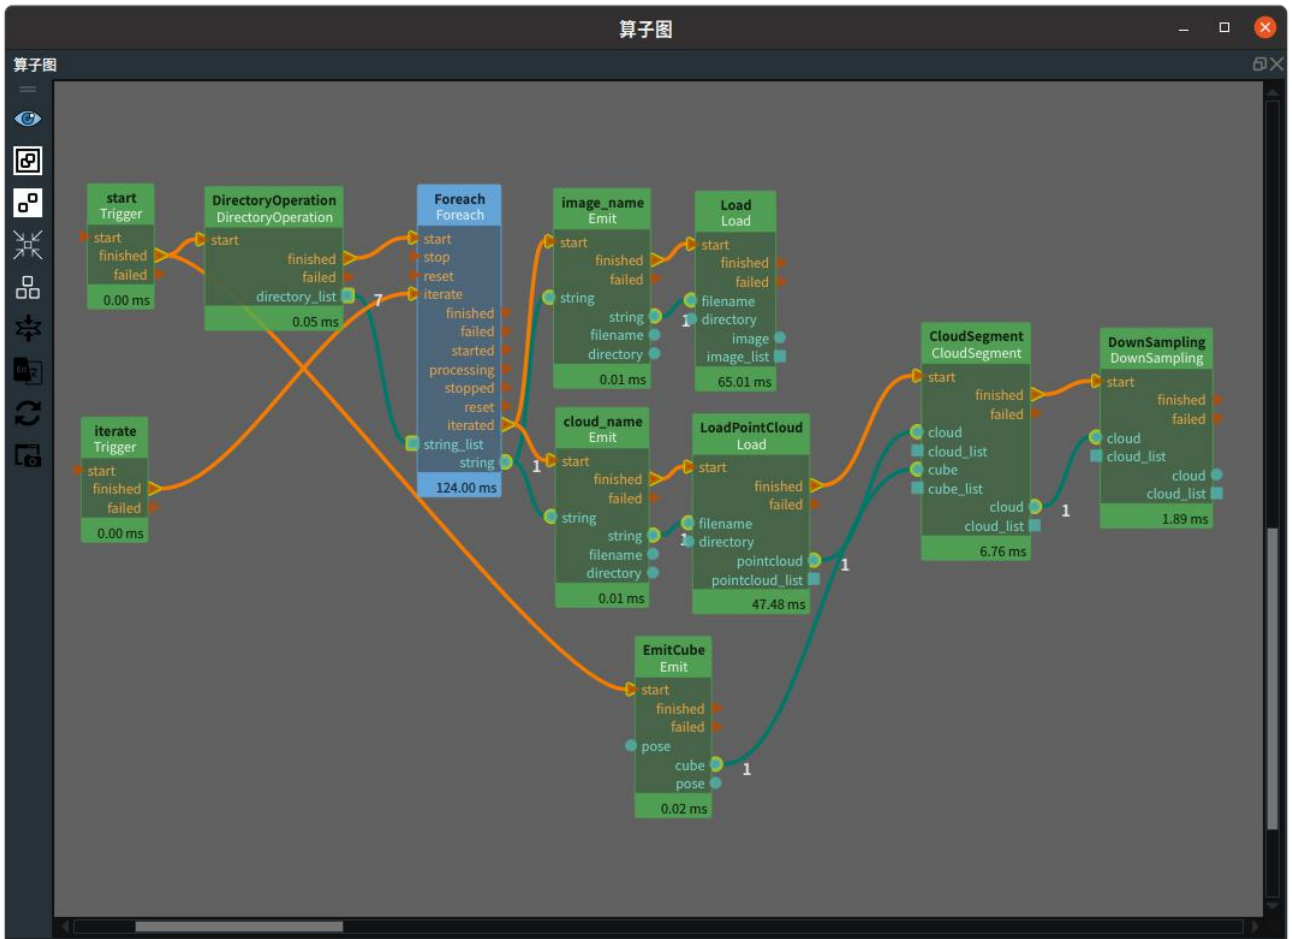 算子图
算子图
start
Trigger
start
finished
failed
0.00 ms
DirectoryOperation
DirectoryOperation
start
finished
failed
directory_list
0.05 ms
7
Foreach
Foreach
start
stop
reset
iterate
finished
failed
started
processing
stopped
reset
iterated
string_list
string
124.00 ms
1
image_name
Emit
start
finished
failed
string
string
filename
directory
0.01 ms
1
Load
Load
start
finished
failed
filename
directory
image
image_list
65.01 ms
iterate
Trigger
start
finished
failed
0.00 ms
cloud_name
Emit
start
finished
failed
string
string
filename
directory
0.01 ms
1
LoadPointCloud
Load
start
finished
failed
filename
directory
pointcloud
pointcloud_list
47.48 ms
1
CloudSegment
CloudSegment
start
finished
failed
cloud
cloud_list
cube
cube_list
cloud
cloud_list
6.76 ms
1
DownSampling
DownSampling
start
finished
failed
cloud
cloud_list
cloud
cloud_list
1.89 ms
EmitCube
Emit
start
finished
failed
pose
cube
pose
0.02 ms
1